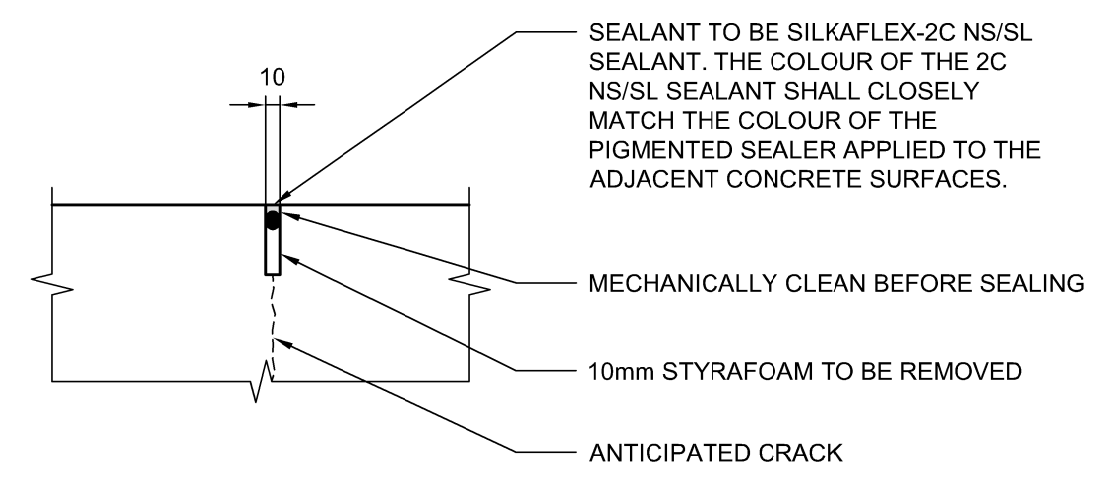 SEALANT TO BE SILKAFLEX-2C NS/SL
SEALANT. THE COLOUR OF THE 2C
10
NS/SL SEALANT SHALL CLOSELY
MATCH THE COLOUR OF THE
PIGMENTED SEALER APPLIED TO THE
ADJACENT CONCRETE SURFACES.
MECHANICALLY CLEAN BEFORE SEALING
10mm STYRAFOAM TO BE REMOVED
ANTICIPATED CRACK